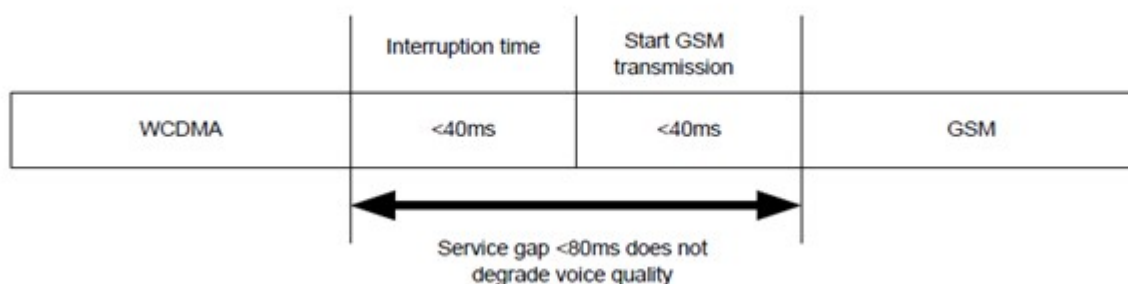 Interruption time
Start GSM
transmission
WCDMA
<40ms
<40ms
GSM
Service gap <80ms does not
degrade voice quality